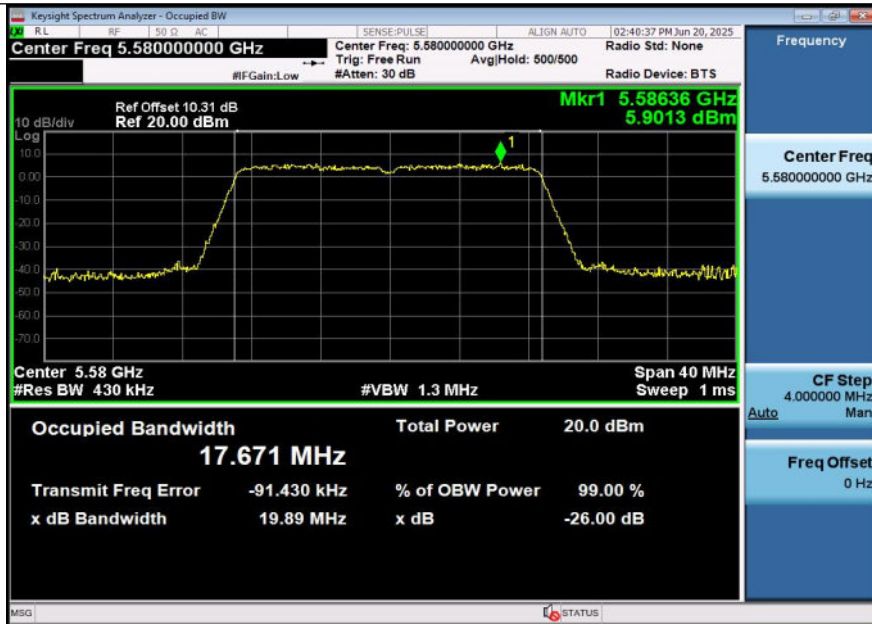 Keysight Spectrum Analyzer - Occupied BW
RL RF 50 Ω AC SENSE:PULSE ALIGN AUTO 02:40:37 PM Jun 20, 2025
Center Freq 5.580000000 GHz
Center Freq: 5.580000000 GHz
Radio Std: None
Trig: Free Run Avg|Hold: 500/500
#IFGain:Low #Atten: 30 dB Radio Device: BTS
Frequency
Mkr1 5.58636 GHz
5.9013 dBm
Ref Offset 10.31 dB
10 dB/div Ref 20.00 dBm
Log
10.0
0.00
-10.0
-20.0
-30.0
-40.0
-50.0
-60.0
-70.0
1
Center 5.58 GHz Span 40 MHz
#Res BW 430 kHz #VBW 1.3 MHz Sweep 1 ms
Occupied Bandwidth Total Power 20.0 dBm
17.671 MHz
Transmit Freq Error -91.430 kHz % of OBW Power 99.00 %
x dB Bandwidth 19.89 MHz x dB -26.00 dB
Center Freq
5.580000000 GHz
CF Step
4.000000 MHz
Auto Man
Freq Offset
0 Hz
MSG STATUS